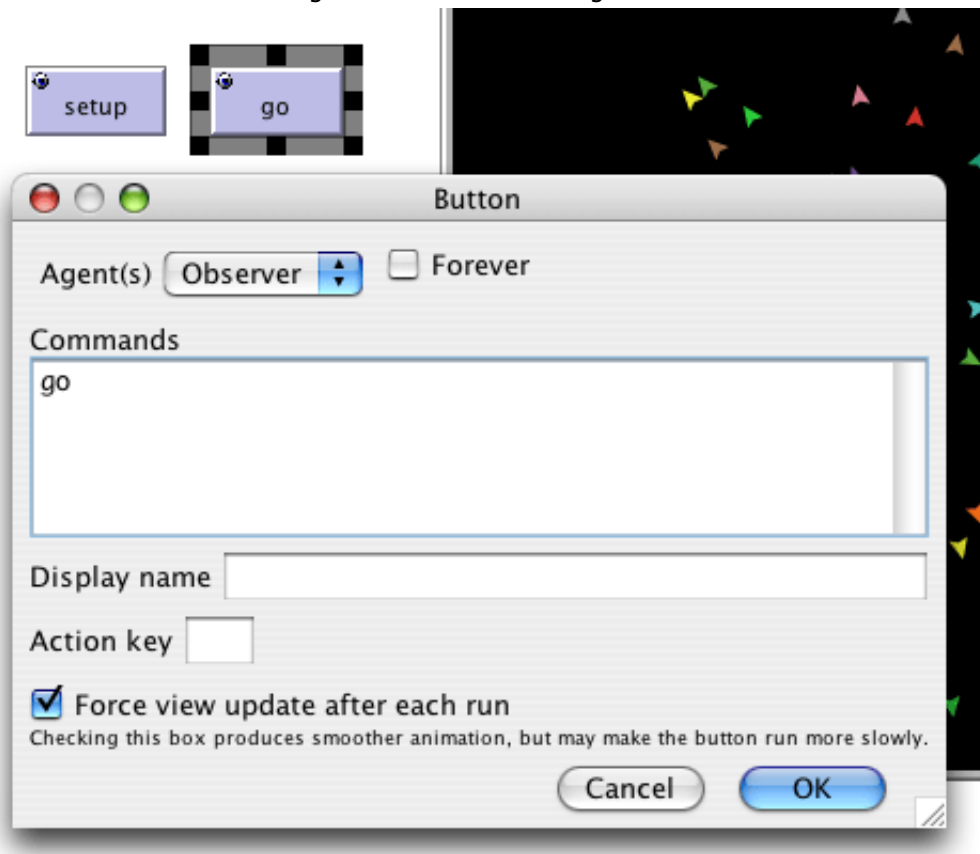 setup
go
Button
Agent(s) Observer Forever
Commands
go
Display name
Action key
Force view update after each run
Checking this box produces smoother animation, but may make the button run more slowly.
Cancel OK